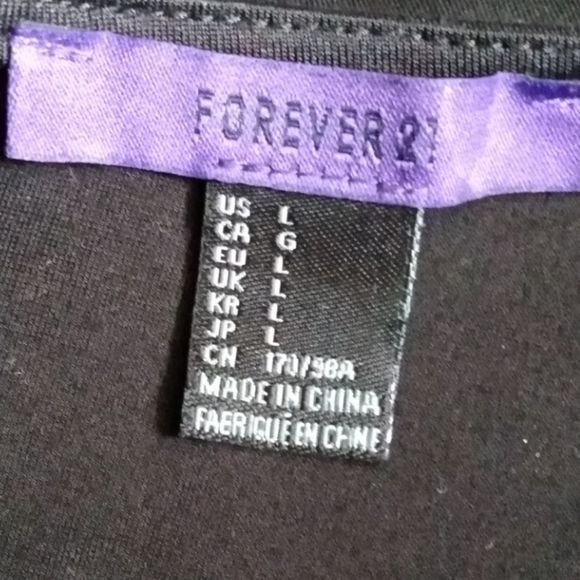 FOREVER 21
US L
CA G
EU L
UK L
KR L
JP L
CN 170/98A
MADE IN CHINA
FABRIQUÉ EN CHINE